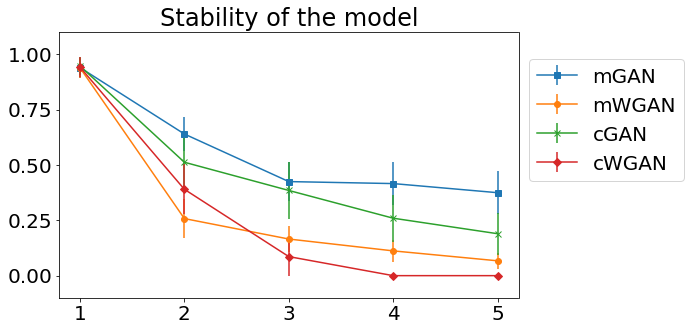 Stability of the model
1.00
0.75
0.50
0.25
0.00
1 2 3 4 5
mGAN
mWGAN
cGAN
cWGAN